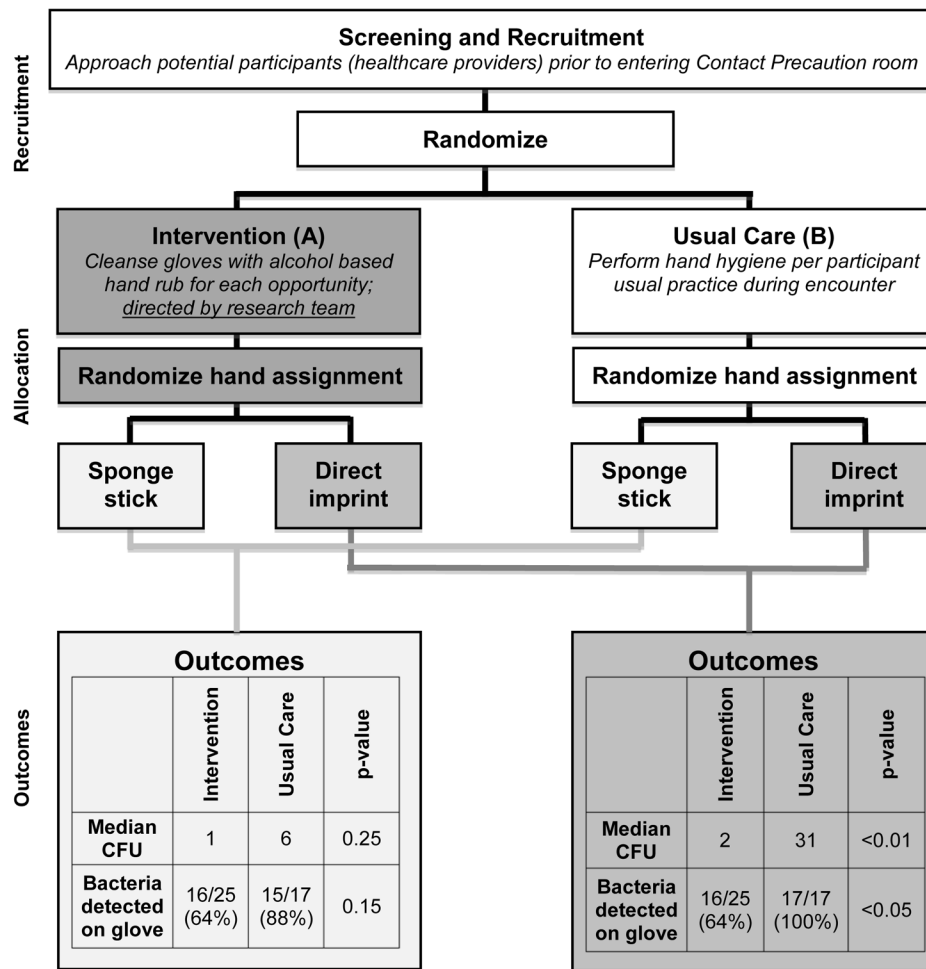 Recruitment
Screening and Recruitment
Approach potential participants (healthcare providers) prior to entering Contact Precaution room
Randomize
Allocation
Intervention (A)
Cleanse gloves with alcohol based
hand rub for each opportunity;
directed by research team
Usual Care (B)
Perform hand hygiene per participant
usual practice during encounter
Randomize hand assignment
Randomize hand assignment
Sponge
stick
Direct
imprint
Sponge
stick
Direct
imprint
Outcomes
Outcomes
Intervention
Usual Care
p-value
Median
CFU
1
6
0.25
Bacteria
detected
on glove
16/25
(64%)
15/17
(88%)
0.15
Outcomes
Intervention
Usual Care
p-value
Median
CFU
2
31
<0.01
Bacteria
detected
on glove
16/25
(64%)
17/17
(100%)
<0.05